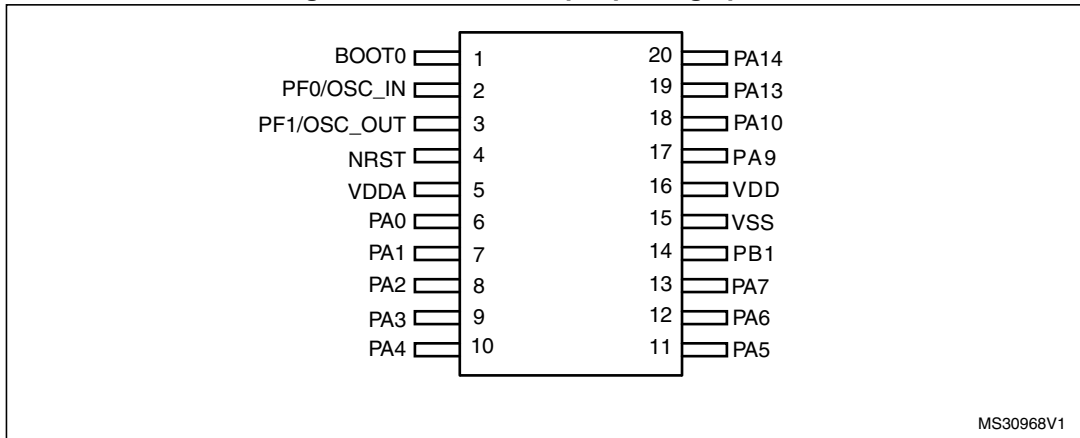 BOOT0 1 20 PA14
PF0/OSC_IN 2 19 PA13
PF1/OSC_OUT 3 18 PA10
NRST 4 17 PA9
VDDA 5 16 VDD
PA0 6 15 VSS
PA1 7 14 PB1
PA2 8 13 PA7
PA3 9 12 PA6
PA4 10 11 PA5
MS30968V1